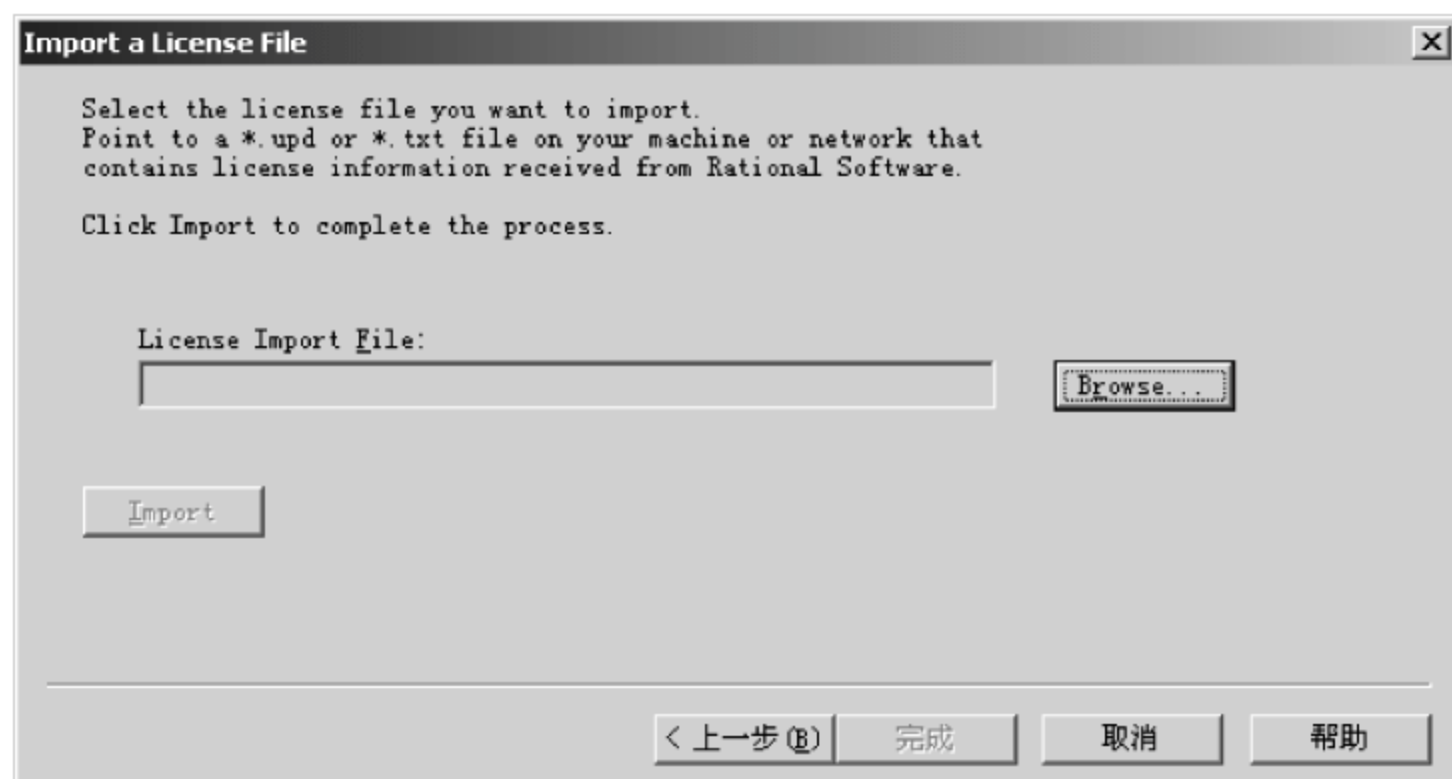 Import a License File
Select the license file you want to import.
Point to a *.upd or *.txt file on your machine or network that
contains license information received from Rational Software.
Click Import to complete the process.
License Import File:
Browse...
Import
< 上一步(B)
完成
取消
帮助